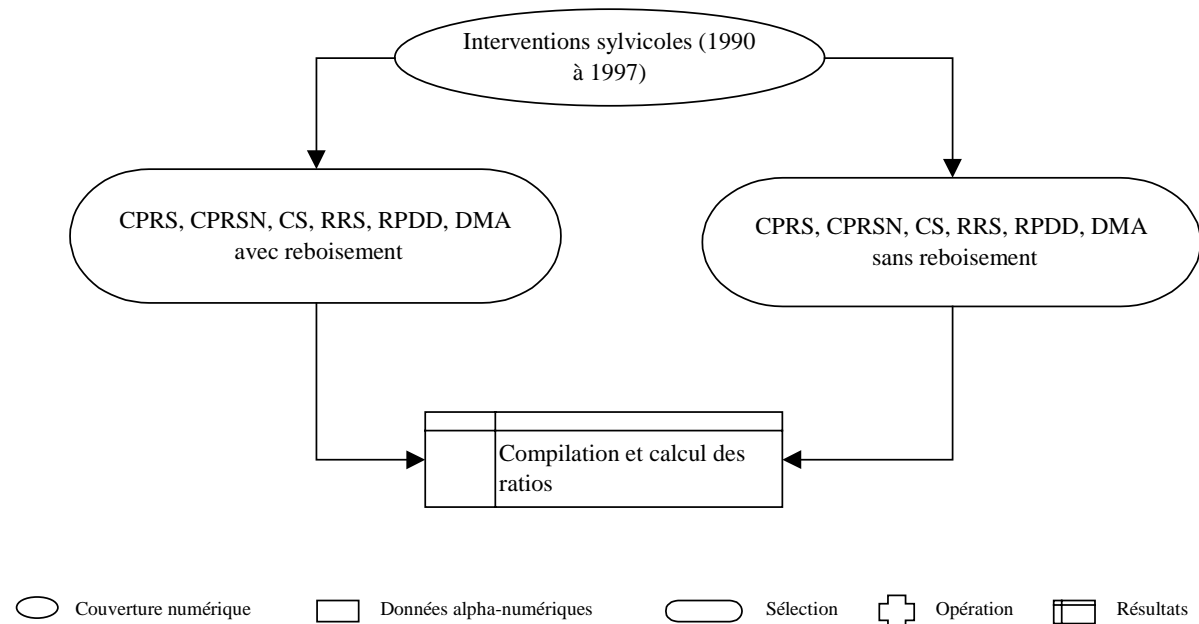 Interventions sylvicoles (1990
à 1997)
CPRS, CPRSN, CS, RRS, RPDD, DMA
avec reboisement
CPRS, CPRSN, CS, RRS, RPDD, DMA
sans reboisement
Compilation et calcul des
ratios
Couverture numérique
Données alpha-numériques
Sélection
Opération
Résultats